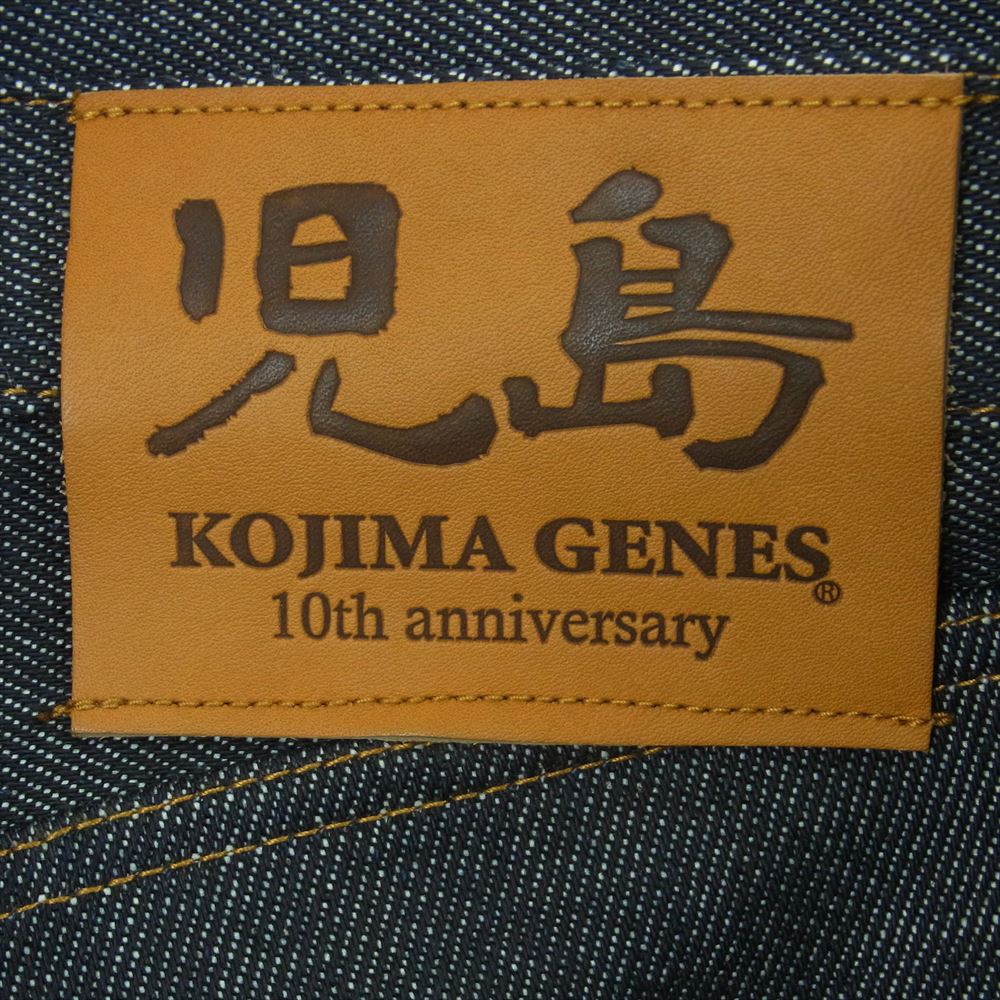 児島
KOJIMA GENES®
10th anniversary